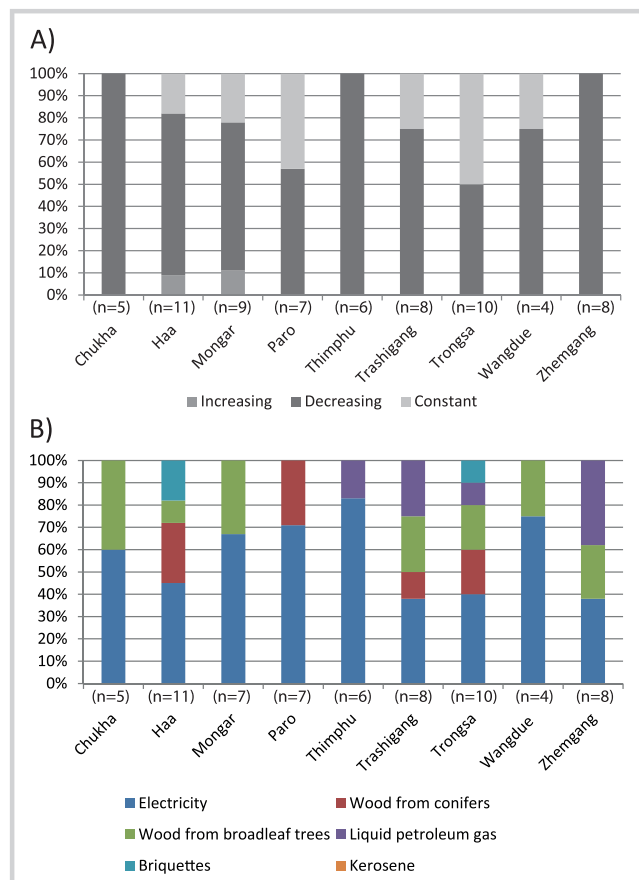 A)
100%
90%
80%
70%
60%
50%
40%
30%
20%
10%
0%
(n=5) (n=11) (n=9) (n=7) (n=6) (n=8) (n=10) (n=4) (n=8)
Chukha Haa Mongar Paro Thimphu Trashigang Trongsa Wangdue Zhemgang
Increasing Decreasing Constant
B)
100%
90%
80%
70%
60%
50%
40%
30%
20%
10%
0%
(n=5) (n=11) (n=7) (n=7) (n=6) (n=8) (n=10) (n=4) (n=8)
Chukha Haa Mongar Paro Thimphu Trashigang Trongsa Wangdue Zhemgang
Electricity Wood from conifers
Wood from broadleaf trees Liquid petroleum gas
Briquettes Kerosene